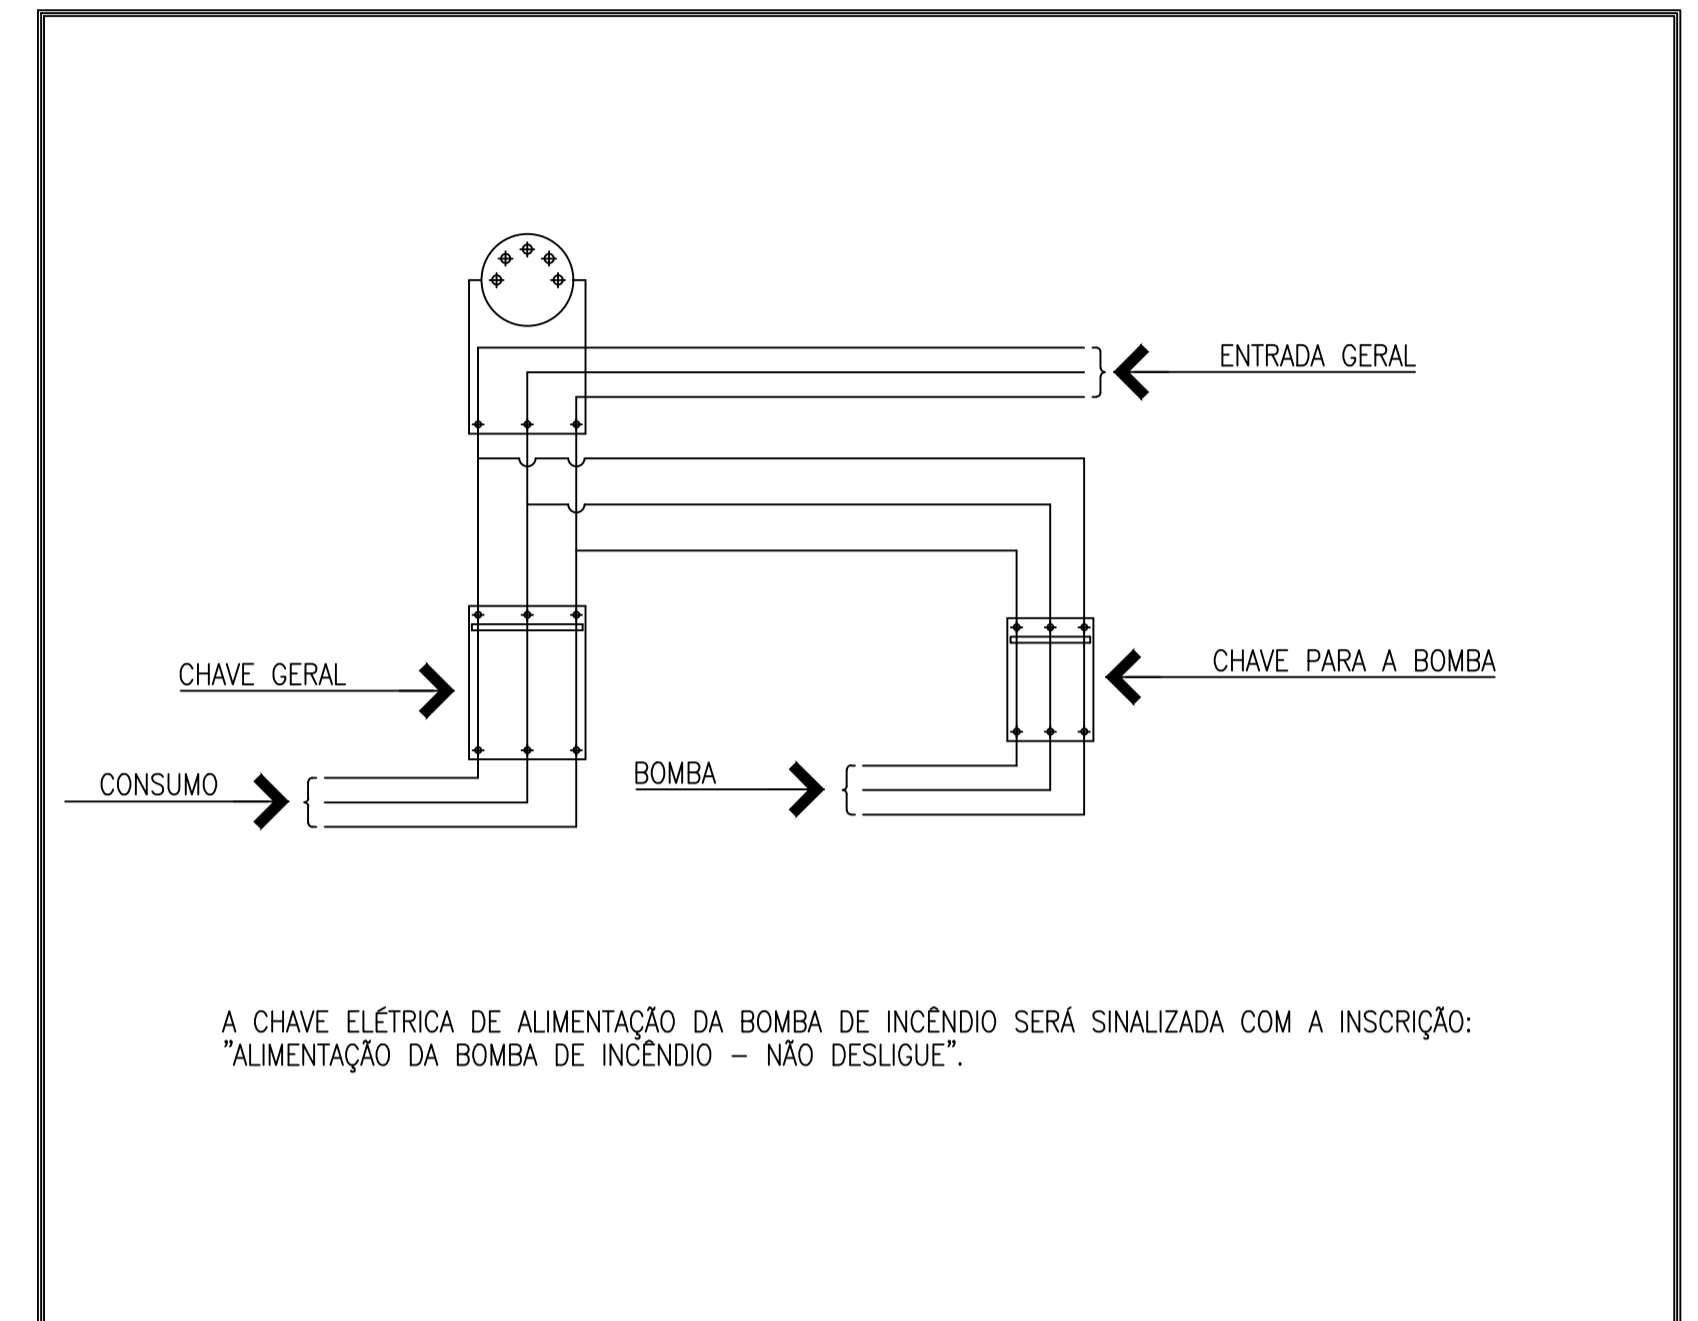 ENTRADA GERAL
CHAVE GERAL
CHAVE PARA A BOMBA
CONSUMO
BOMBA
A CHAVE ELÉTRICA DE ALIMENTAÇÃO DA BOMBA DE INCÊNDIO SERÁ SINALIZADA COM A INSCRIÇÃO:
"ALIMENTAÇÃO DA BOMBA DE INCÊNDIO – NÃO DESLIGUE".